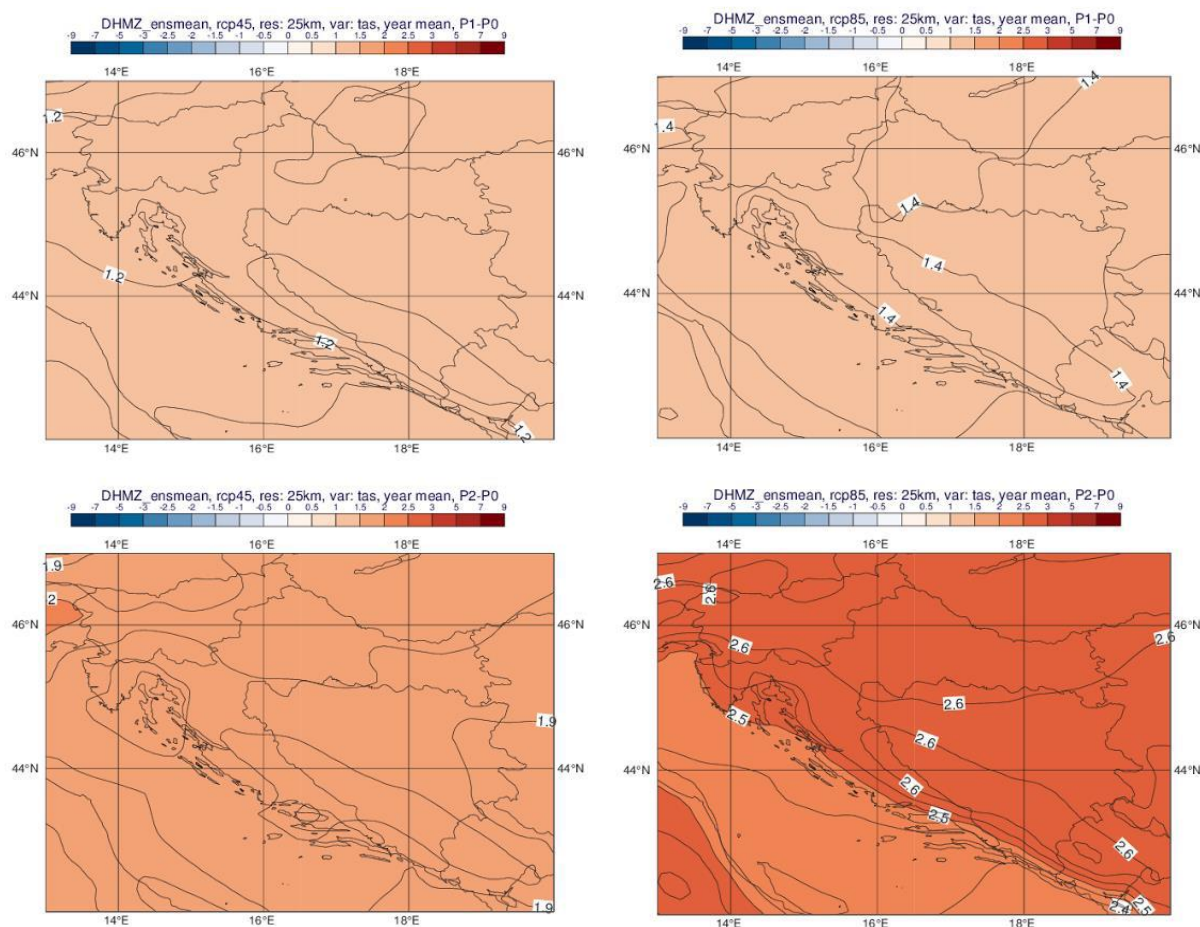 DHMZ_ensmean, rcp45, res: 25km, var: tas, year mean, P1-P0
-9 -7 -5 -3 -2.5 -2 -1.5 -1 -0.5 0 0.5 1 1.5 2 2.5 3 5 7 9
14°E 16°E 18°E
1.2
46°N
1.2
44°N
1.2
1.2
14°E 16°E 18°E
DHMZ_ensmean, rcp85, res: 25km, var: tas, year mean, P1-P0
-9 -7 -5 -3 -2.5 -2 -1.5 -1 -0.5 0 0.5 1 1.5 2 2.5 3 5 7 9
14°E 16°E 18°E
1.4
1.4
46°N 46°N
1.4
1.4
44°N 44°N
1.4
1.4
14°E 16°E 18°E
DHMZ_ensmean, rcp45, res: 25km, var: tas, year mean, P2-P0
-9 -7 -5 -3 -2.5 -2 -1.5 -1 -0.5 0 0.5 1 1.5 2 2.5 3 5 7 9
14°E 16°E 18°E
1.9
2
46°N
1.9
44°N
1.9
14°E 16°E 18°E
DHMZ_ensmean, rcp85, res: 25km, var: tas, year mean, P2-P0
-9 -7 -5 -3 -2.5 -2 -1.5 -1 -0.5 0 0.5 1 1.5 2 2.5 3 5 7 9
14°E 16°E 18°E
2.6 2.6
46°N 46°N
2.6 2.6
2.6
2.5
2.6
44°N 44°N
2.6
2.5
2.6
2.5
2.4
14°E 16°E 18°E